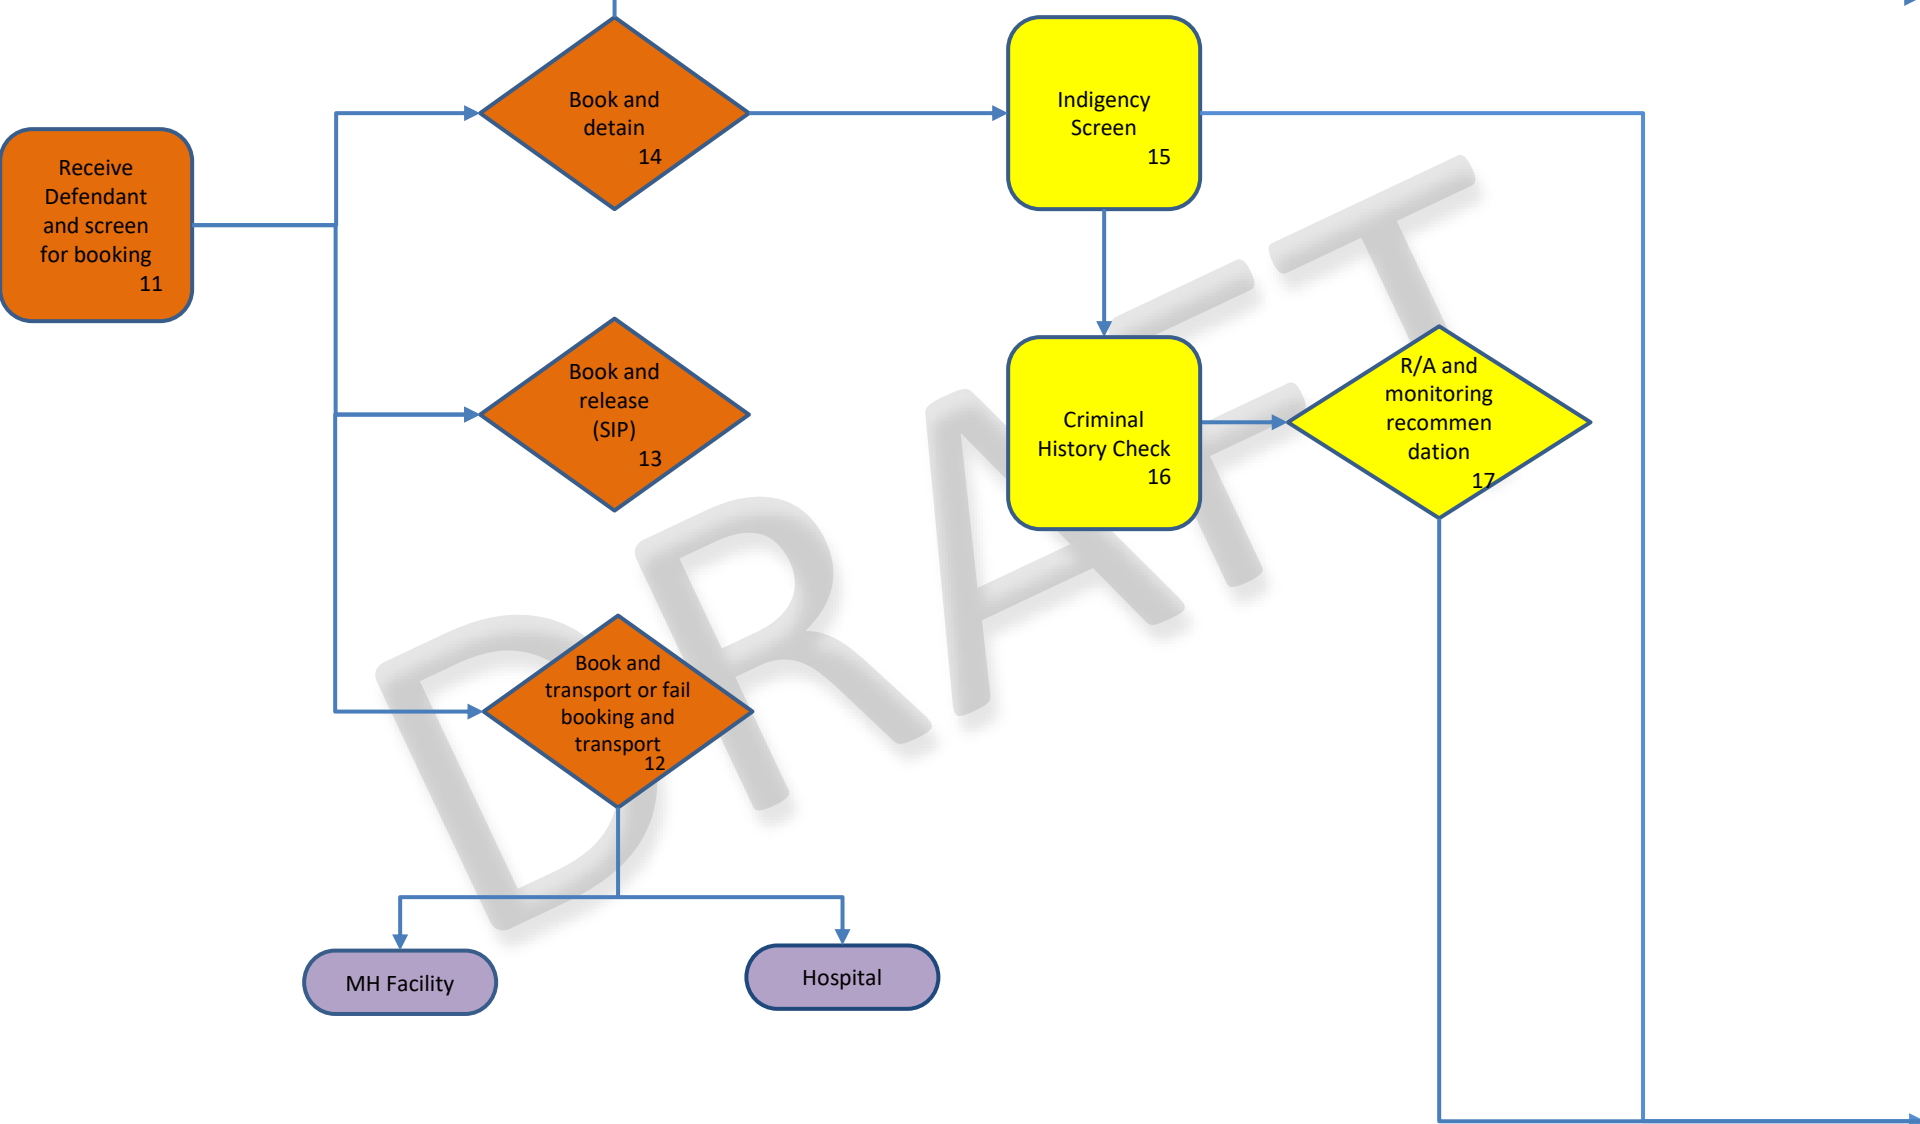 Receive
Defendant
and screen
for booking
11
Book and
detain
14
Indigency
Screen
15
Book and
release
(SIP)
13
Criminal
History Check
16
R/A and
monitoring
recommen
dation
17
Book and
transport or fail
booking and
transport
12
MH Facility
Hospital
DRAFT